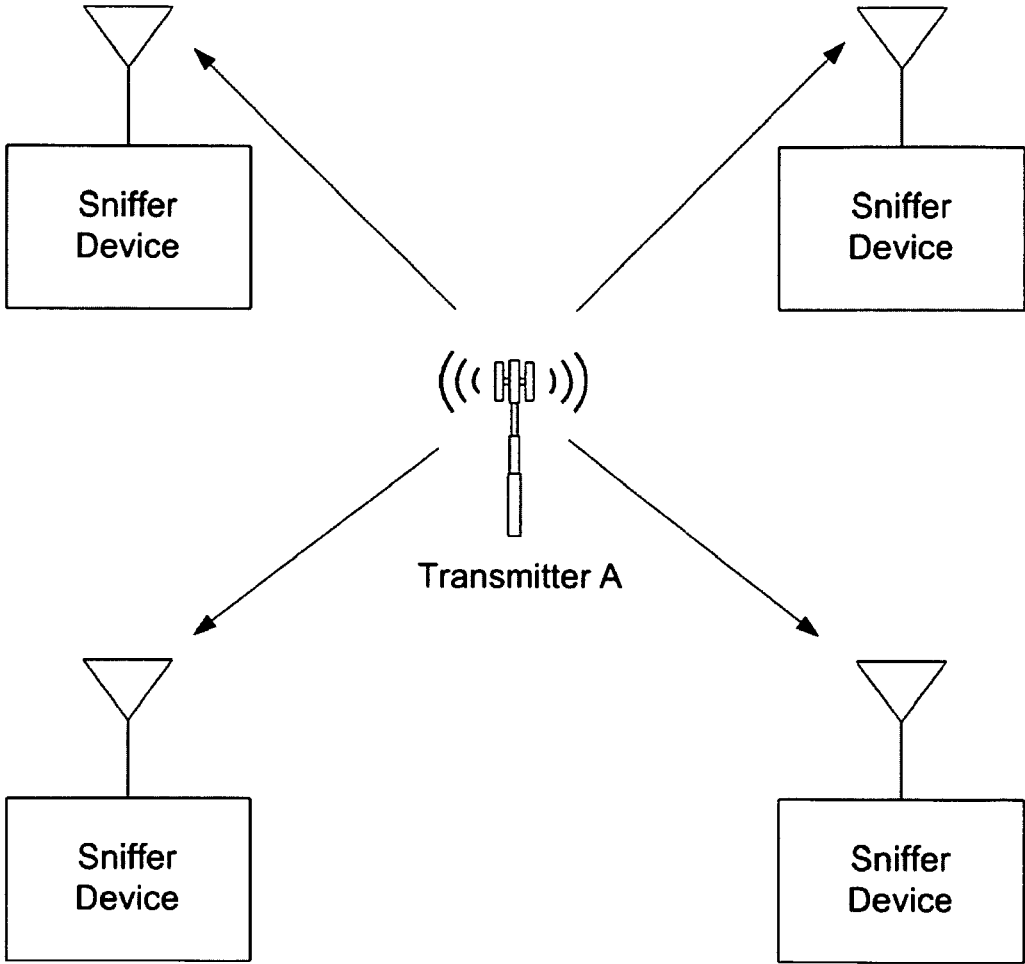 Sniffer
Device
Sniffer
Device
Transmitter A
Sniffer
Device
Sniffer
Device